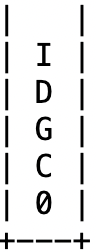 |   |
| I |
| D |
| G |
| C |
| 0 |
+---+